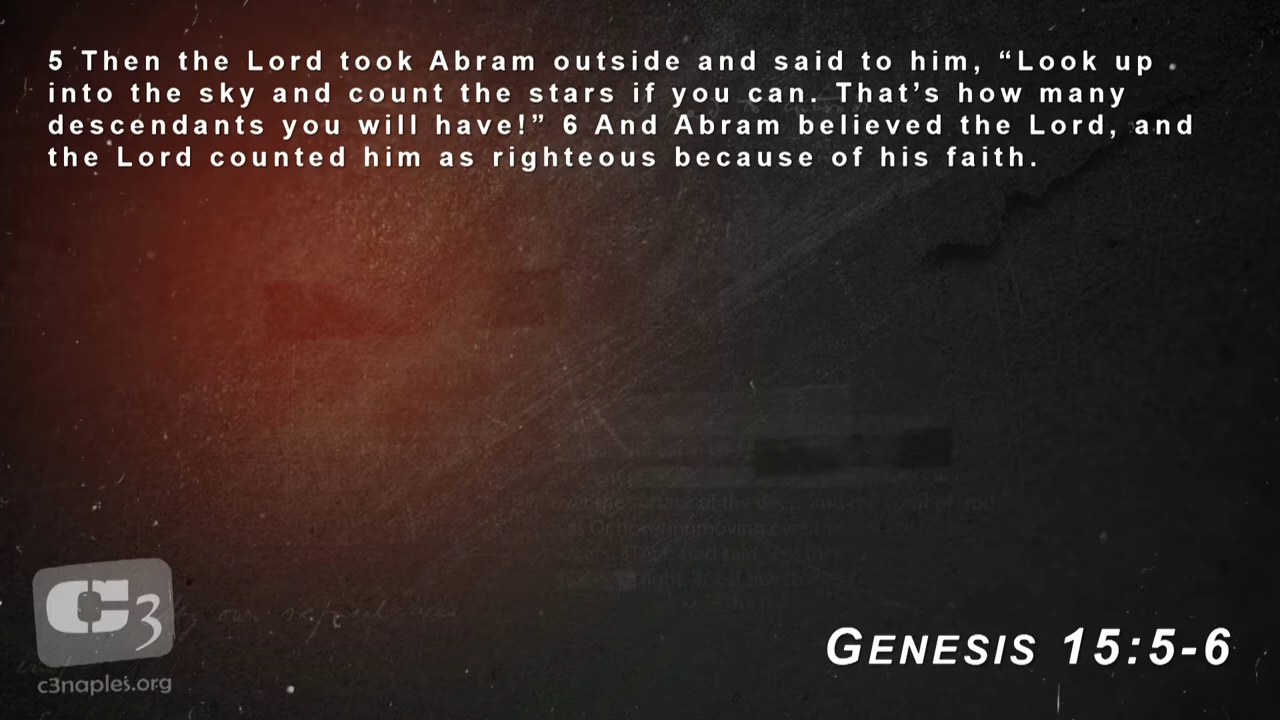 5 Then the Lord took Abram outside and said to him, “Look up
into the sky and count the stars if you can. That’s how many
descendants you will have!” 6 And Abram believed the Lord, and
the Lord counted him as righteous because of his faith.
C3
c3naples.org
GENESIS 15:5-6